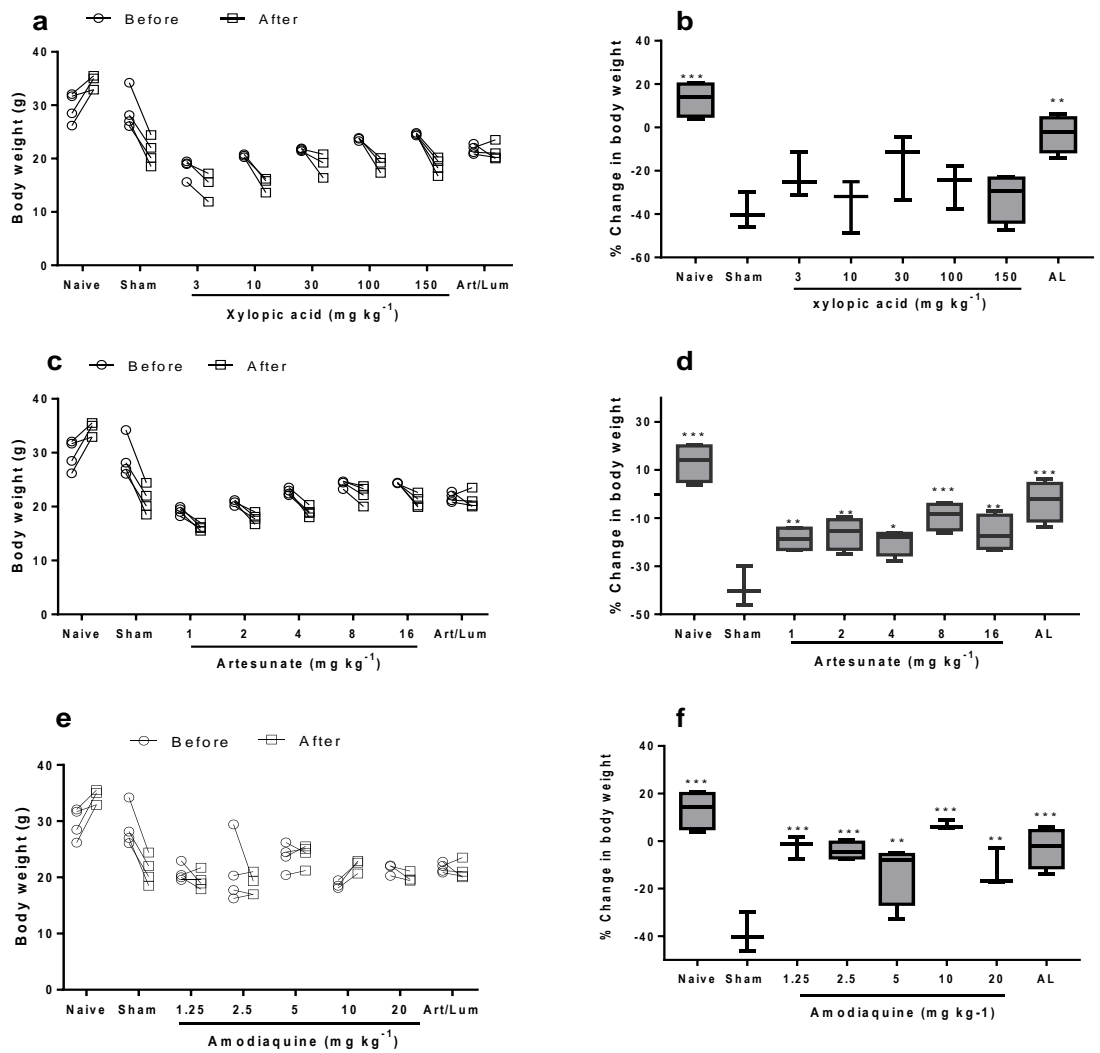 a
Before After
Body weight (g)
40
30
20
10
0
Naive Sham 3 10 30 100 150 Art/Lum
Xylopic acid (mg kg-1)
b
% Change in body weight
40
20
0
-20
-40
-60
***
**
Naive Sham 3 10 30 100 150 AL
xylopic acid (mg kg-1)
c
Before After
Body weight (g)
40
30
20
10
0
Naive Sham 1 2 4 8 16 Art/Lum
Artesunate (mg kg-1)
d
% Change in body weight
30
10
-10
-30
-50
***
**
**
*
***
**
***
Naive Sham 1 2 4 8 16 AL
Artesunate (mg kg-1)
e
Before After
Body weight (g)
40
30
20
10
0
Naive Sham 1.25 2.5 5 10 20 Art/Lum
Amodiaquine (mg kg-1)
f
% Change in body weight
40
20
0
-20
-40
***
***
***
**
***
**
***
Naive Sham 1.25 2.5 5 10 20 AL
Amodiaquine (mg kg-1)